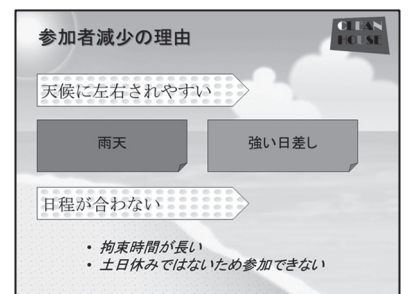 参加者減少の理由
CLEAN
HOUSE
天候に左右されやすい
雨天
強い日差し
日程が合わない
• 拘束時間が長い
• 土日休みではないため参加できない